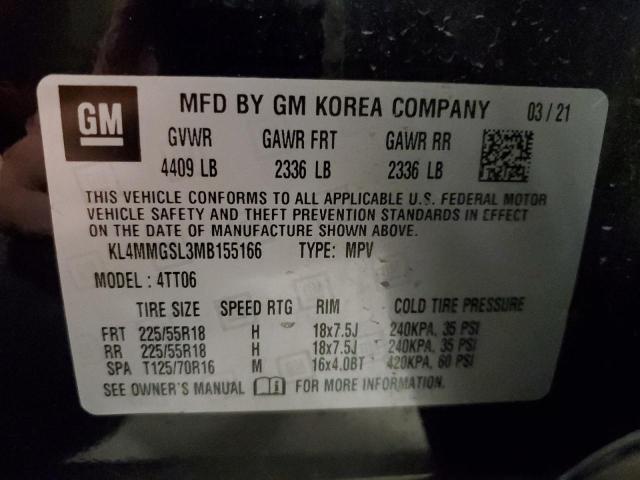 GM
MFD BY GM KOREA COMPANY 03 / 21
GVWR GAWR FRT GAWR RR
4409 LB 2336 LB 2336 LB
THIS VEHICLE CONFORMS TO ALL APPLICABLE U.S. FEDERAL MOTOR
VEHICLE SAFETY AND THEFT PREVENTION STANDARDS IN EFFECT
ON THE DATE OF MANUFACTURE SHOWN ABOVE.
KL4MMGSL3MB155166 TYPE: MPV
MODEL : 4TT06
TIRE SIZE SPEED RTG RIM COLD TIRE PRESSURE
FRT 225/55R18 H 18x7.5J 240KPA, 35 PSI
RR 225/55R18 H 18x7.5J 240KPA, 35 PSI
SPA T125/70R16 M 16x4.0BT 420KPA, 60 PSI
SEE OWNER'S MANUAL FOR MORE INFORMATION.